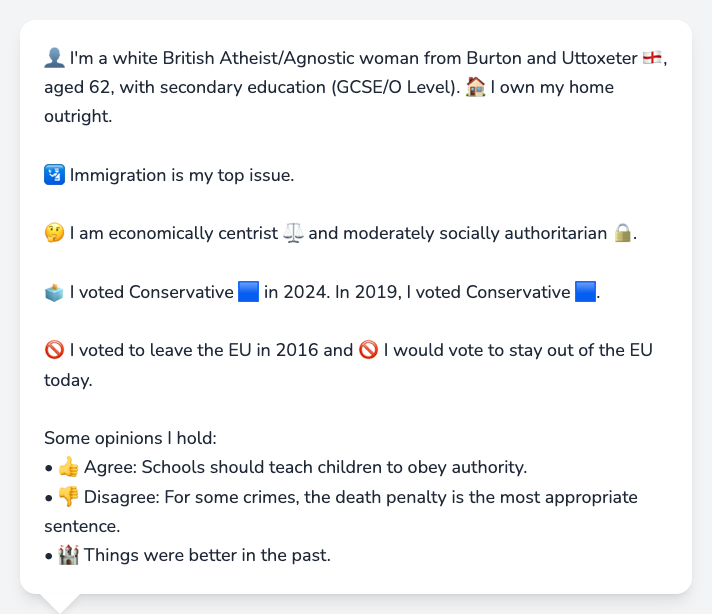 👤 I'm a white British Atheist/Agnostic woman from Burton and Uttoxeter 🏴󠁧󠁢󠁥󠁮󠁧󠁿,
aged 62, with secondary education (GCSE/O Level). 🏠 I own my home
outright.
🛂 Immigration is my top issue.
🤔 I am economically centrist ⚖️ and moderately socially authoritarian 🔒.
🗳️ I voted Conservative 🟦 in 2024. In 2019, I voted Conservative 🟦.
🚫 I voted to leave the EU in 2016 and 🚫 I would vote to stay out of the EU
today.
Some opinions I hold:
• 👍 Agree: Schools should teach children to obey authority.
• 👎 Disagree: For some crimes, the death penalty is the most appropriate
sentence.
• 🏰 Things were better in the past.